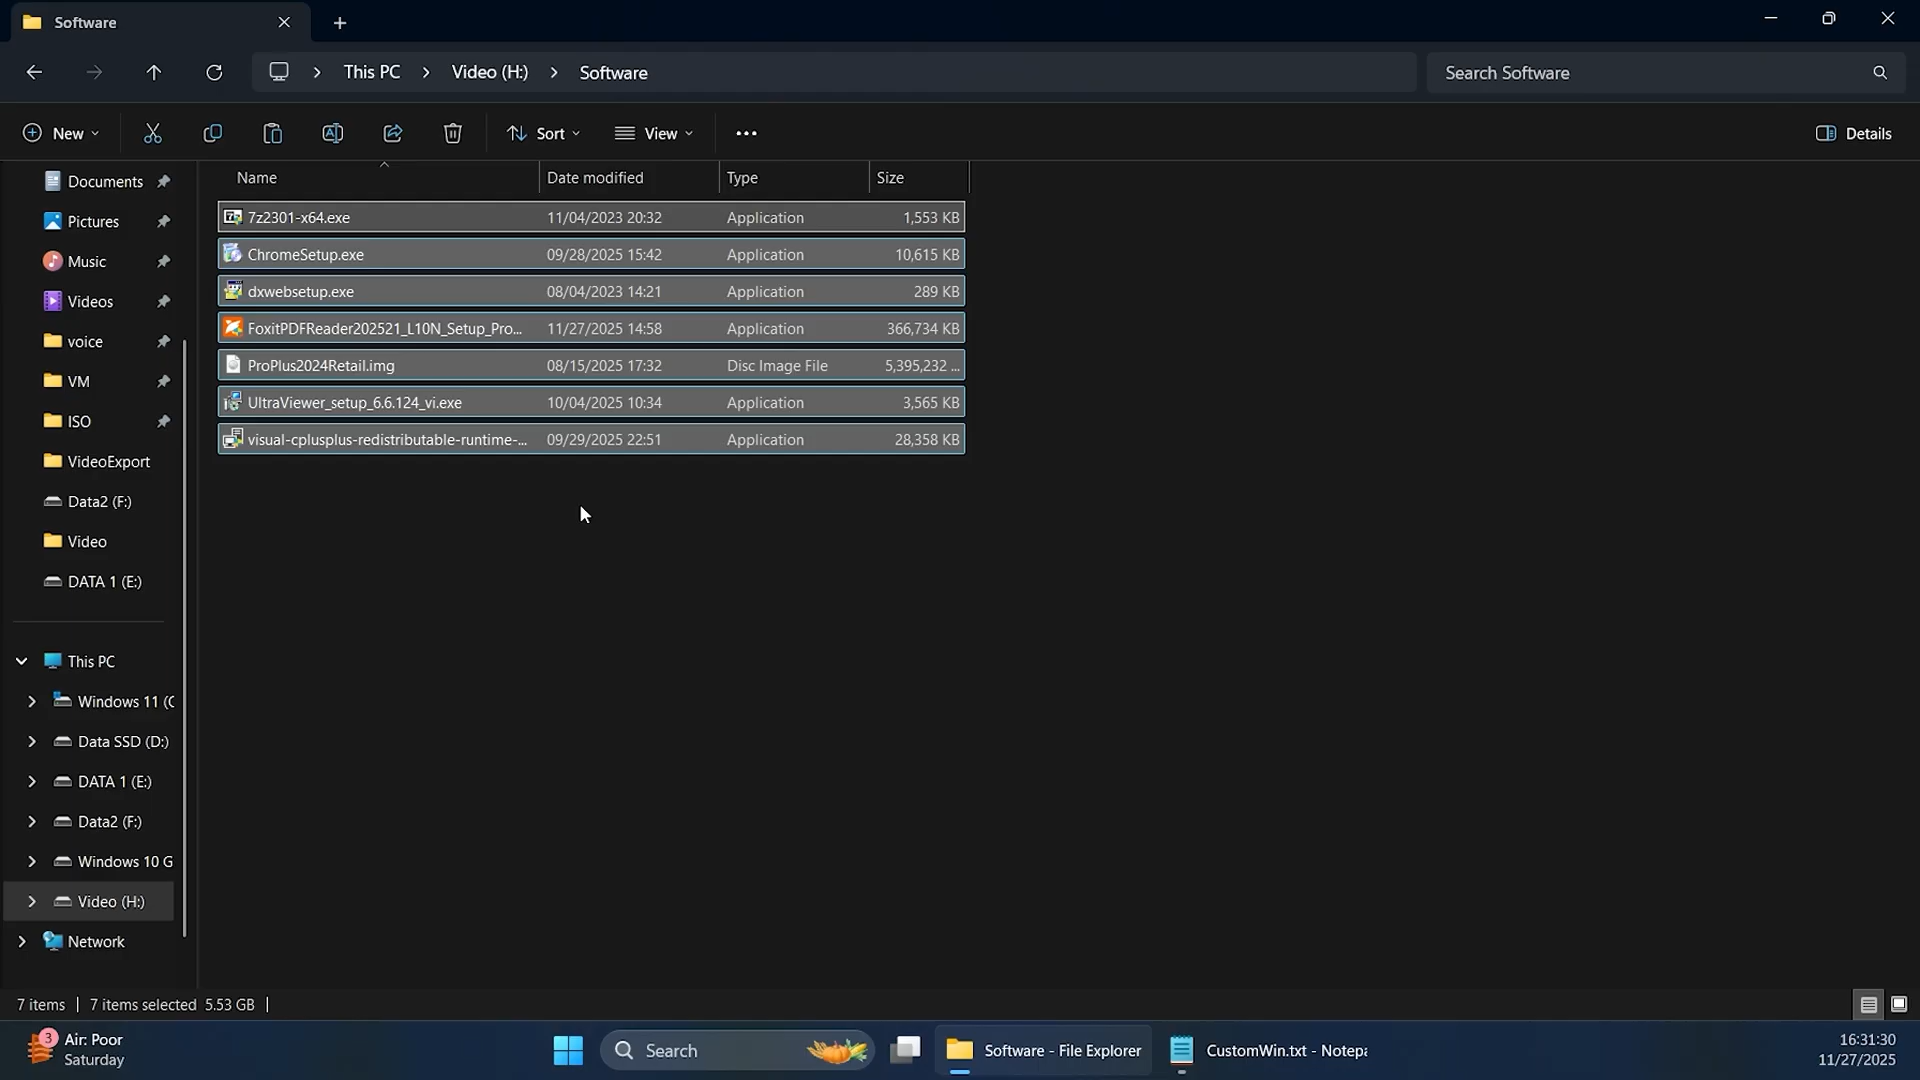 Software
This PC
Video (H:)
Software
Search Software
New
Sort
View
Details
Documents
Pictures
Music
Videos
voice
VM
ISO
VideoExport
Data2 (F:)
Video
DATA 1 (E:)
This PC
Windows 11 (C
Data SSD (D:)
DATA 1 (E:)
Data2 (F:)
Windows 10 G
Video (H:)
Network
Name Date modified Type Size
7z2301-x64.exe 11/04/2023 20:32 Application 1,553 KB
ChromeSetup.exe 09/28/2025 15:42 Application 10,615 KB
dxwebsetup.exe 08/04/2023 14:21 Application 289 KB
FoxitPDFReader202521_L10N_Setup_Pro... 11/27/2025 14:58 Application 366,734 KB
ProPlus2024Retail.img 08/15/2025 17:32 Disc Image File 5,395,232 ...
UltraViewer_setup_6.6.124_vi.exe 10/04/2025 10:34 Application 3,565 KB
visual-cplusplus-redistributable-runtime-... 09/29/2025 22:51 Application 28,358 KB
7 items 7 items selected 5.53 GB
3
Air: Poor
Saturday
Search
Software - File Explorer
CustomWin.txt - Notepa
16:31:30
11/27/2025